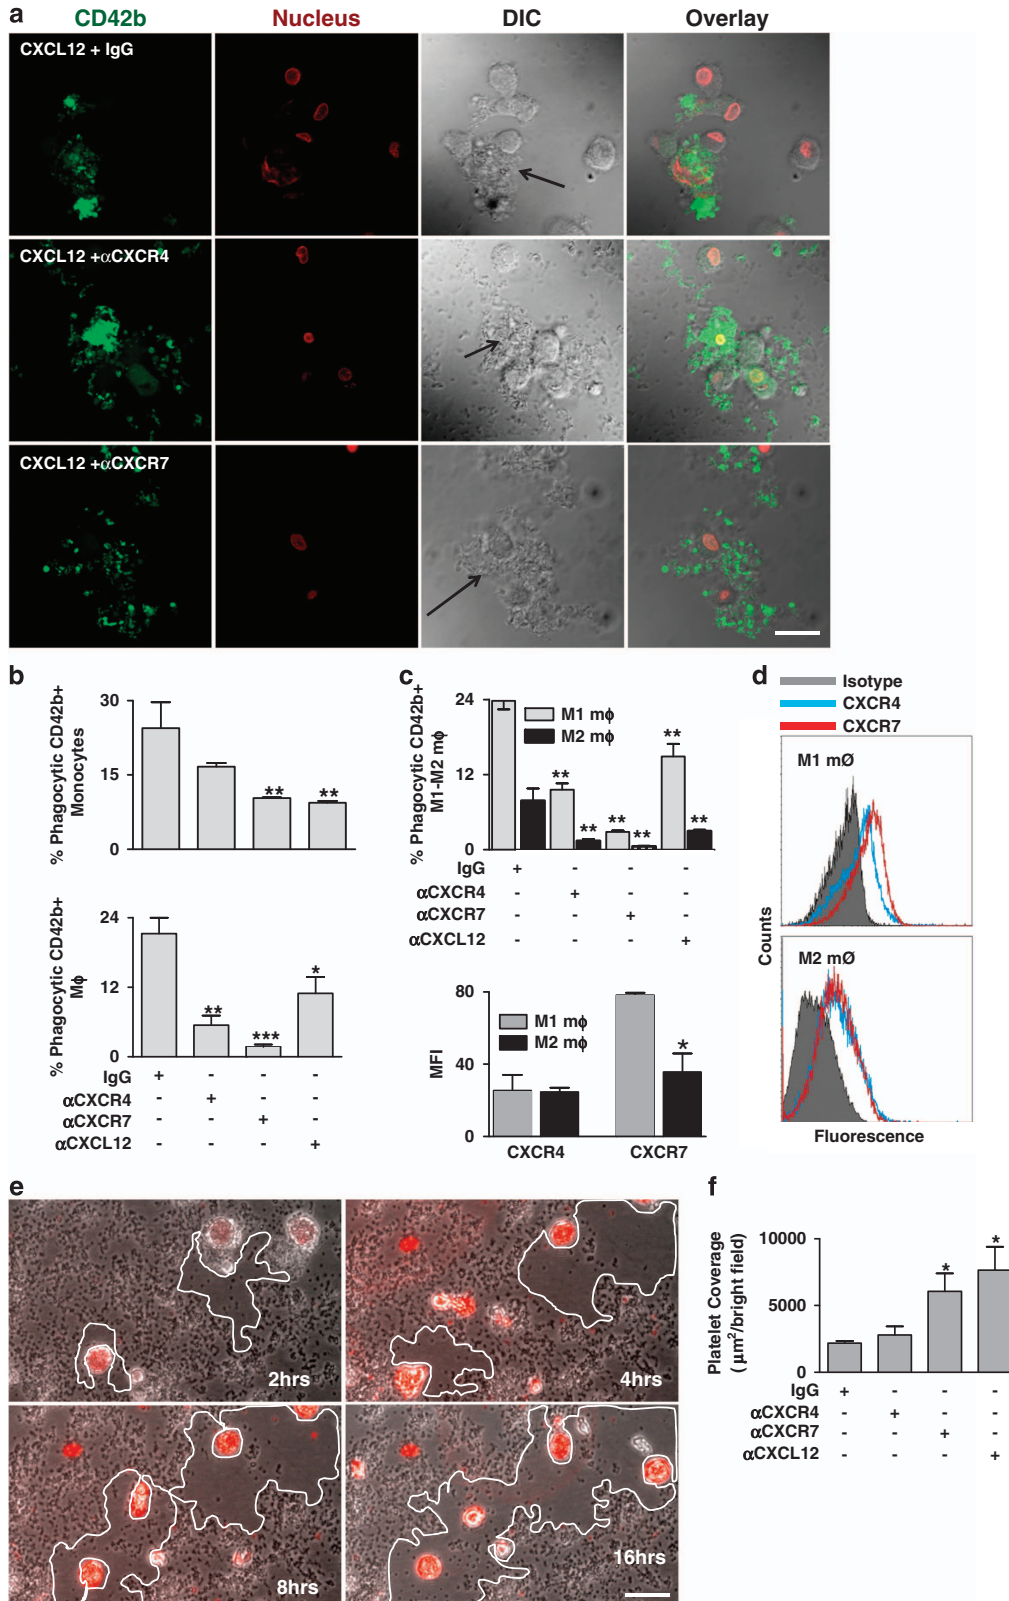 a
CD42b
Nucleus
DIC
Overlay
CXCL12 + IgG
CXCL12 +αCXCR4
CXCL12 +αCXCR7
b
% Phagocytic CD42b+
Monocytes
30
15
0
** **
% Phagocytic CD42b+
Mϕ
24
12
0
** *** *
IgG + - - -
αCXCR4 - + - -
αCXCR7 - - + -
αCXCL12 - - - +
c
% Phagocytic CD42b+
M1-M2 mϕ
24
12
0
M1 mϕ
M2 mϕ
** ** ** ** ** **
IgG + - - -
αCXCR4 - + - -
αCXCR7 - - + -
αCXCL12 - - - +
MFI
80
40
0
M1 mϕ
M2 mϕ
*
CXCR4 CXCR7
d
Isotype
CXCR4
CXCR7
M1 mØ
M2 mØ
Counts
Fluorescence
e
2hrs
4hrs
8hrs
16hrs
f
Platelet Coverage
( μm²/bright field)
10000
5000
0
* *
IgG + - - -
αCXCR4 - + - -
αCXCR7 - - + -
αCXCL12 - - - +